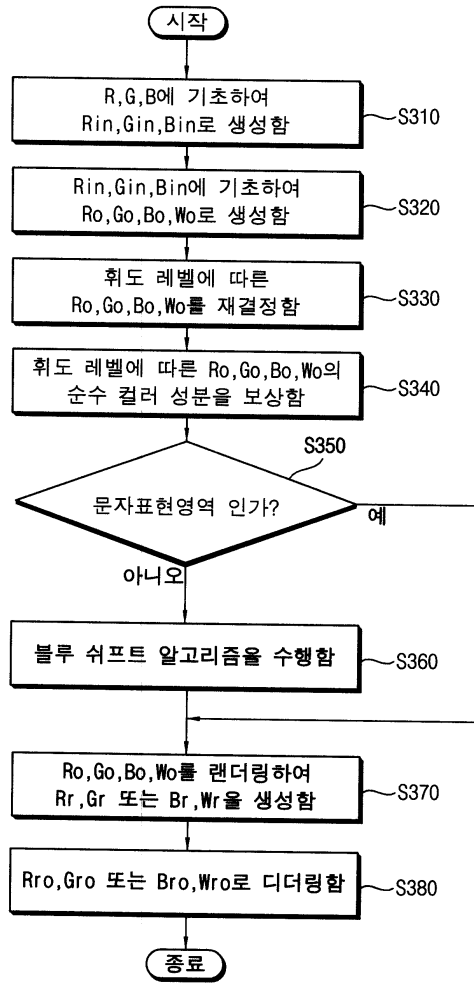 시작
R,G,B에 기초하여
Rin,Gin,Bin로 생성함
S310
Rin,Gin,Bin에 기초하여
Ro,Go,Bo,Wo로 생성함
S320
휘도 레벨에 따른
Ro,Go,Bo,Wo를 재결정함
S330
휘도 레벨에 따른 Ro,Go,Bo,Wo의
순수 컬러 성분을 보상함
S340
S350
문자표현영역 인가?
예
아니오
블루 쉬프트 알고리즘을 수행함
S360
Ro,Go,Bo,Wo를 랜더링하여
Rr,Gr 또는 Br,Wr을 생성함
S370
Rro,Gro 또는 Bro,Wro로 디더링함
S380
종료